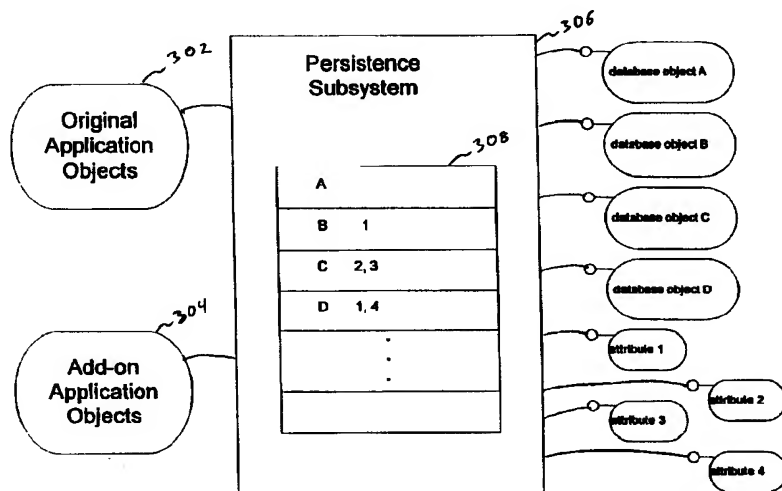 302
Original
Application
Objects
304
Add-on
Application
Objects
306
Persistence
Subsystem
308
A
B 1
C 2, 3
D 1, 4
database object A
database object B
database object C
database object D
attribute 1
attribute 2
attribute 3
attribute 4